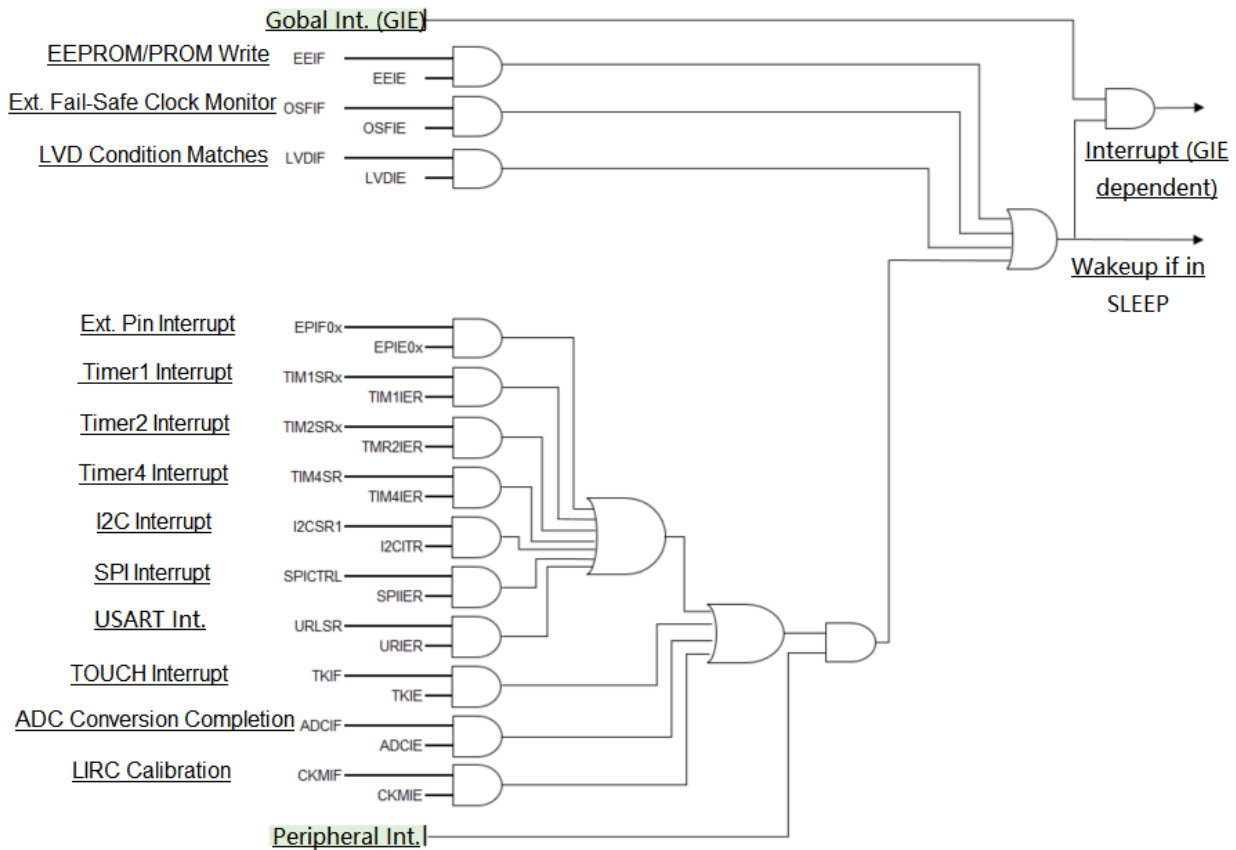 Gobal Int. (GIE)
EEPROM/PROM Write
EEIF
EEIE
Ext. Fail-Safe Clock Monitor
OSFIF
OSFIE
LVD Condition Matches
LVDIF
LVDIE
Interrupt (GIE
dependent)
Wakeup if in
SLEEP
Ext. Pin Interrupt
EPIF0x
EPIE0x
Timer1 Interrupt
TIM1SRx
TIM1IER
Timer2 Interrupt
TIM2SRx
TMR2IER
Timer4 Interrupt
TIM4SR
TIM4IER
I2C Interrupt
I2CSR1
I2CITR
SPI Interrupt
SPICTRL
SPIIER
USART Int.
URLSR
URIER
TOUCH Interrupt
TKIF
TKIE
ADC Conversion Completion
ADCIF
ADCIE
LIRC Calibration
CKMIF
CKMIE
Peripheral Int.